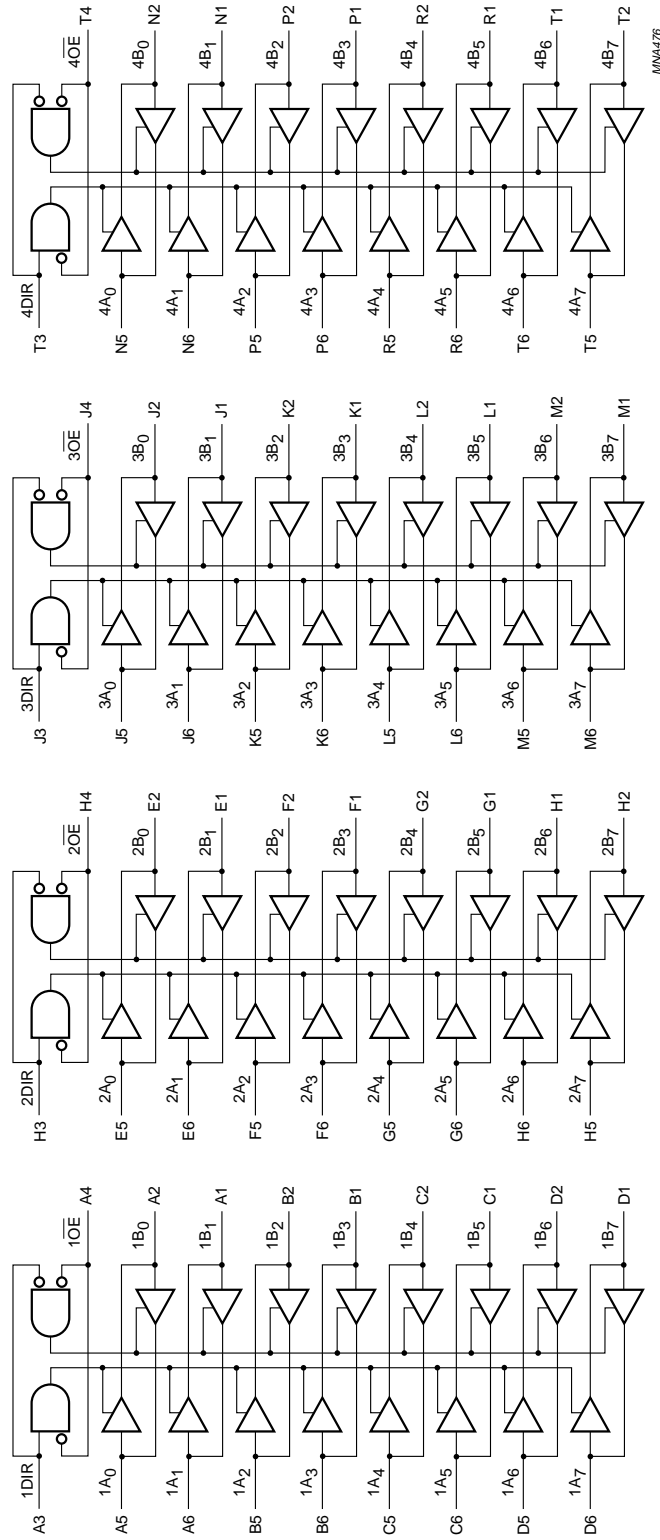 A3 1DIR 1OE A4
A5 1A0 1B0 A2
A6 1A1 1B1 A1
B5 1A2 1B2 B2
B6 1A3 1B3 B1
C5 1A4 1B4 C2
C6 1A5 1B5 C1
D5 1A6 1B6 D2
D6 1A7 1B7 D1
H3 2DIR 2OE H4
E5 2A0 2B0 E2
E6 2A1 2B1 E1
F5 2A2 2B2 F2
F6 2A3 2B3 F1
G5 2A4 2B4 G2
G6 2A5 2B5 G1
H6 2A6 2B6 H1
H5 2A7 2B7 H2
J3 3DIR 3OE J4
J5 3A0 3B0 J2
J6 3A1 3B1 J1
K5 3A2 3B2 K2
K6 3A3 3B3 K1
L5 3A4 3B4 L2
L6 3A5 3B5 L1
M5 3A6 3B6 M2
M6 3A7 3B7 M1
T3 4DIR 4OE T4
N5 4A0 4B0 N2
N6 4A1 4B1 N1
P5 4A2 4B2 P2
P6 4A3 4B3 P1
R5 4A4 4B4 R2
R6 4A5 4B5 R1
T6 4A6 4B6 T1
T5 4A7 4B7 T2
MNA476